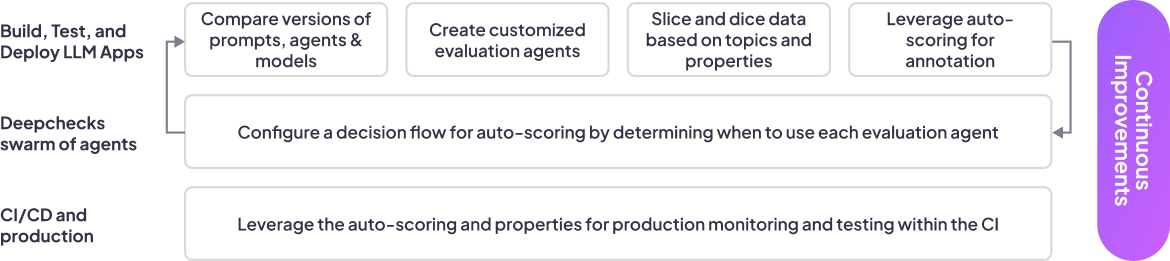 Build, Test, and
Deploy LLM Apps
Compare versions of
prompts, agents &
models
Create customized
evaluation agents
Slice and dice data
based on topics and
properties
Leverage auto-
scoring for
annotation
Deepchecks
swarm of agents
Configure a decision flow for auto-scoring by determining when to use each evaluation agent
CI/CD and
production
Leverage the auto-scoring and properties for production monitoring and testing within the CI
Continuous
Improvements